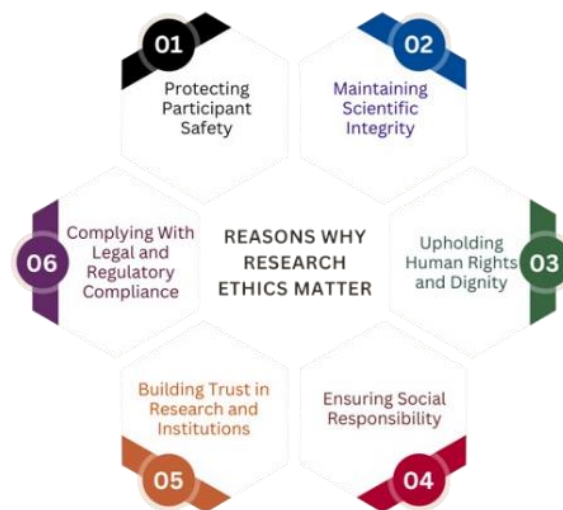 01
Protecting
Participant
Safety
02
Maintaining
Scientific
Integrity
REASONS WHY
RESEARCH
ETHICS MATTER
03
Upholding
Human Rights
and Dignity
04
Ensuring Social
Responsibility
05
Building Trust in
Research and
Institutions
06
Complying With
Legal and
Regulatory
Compliance